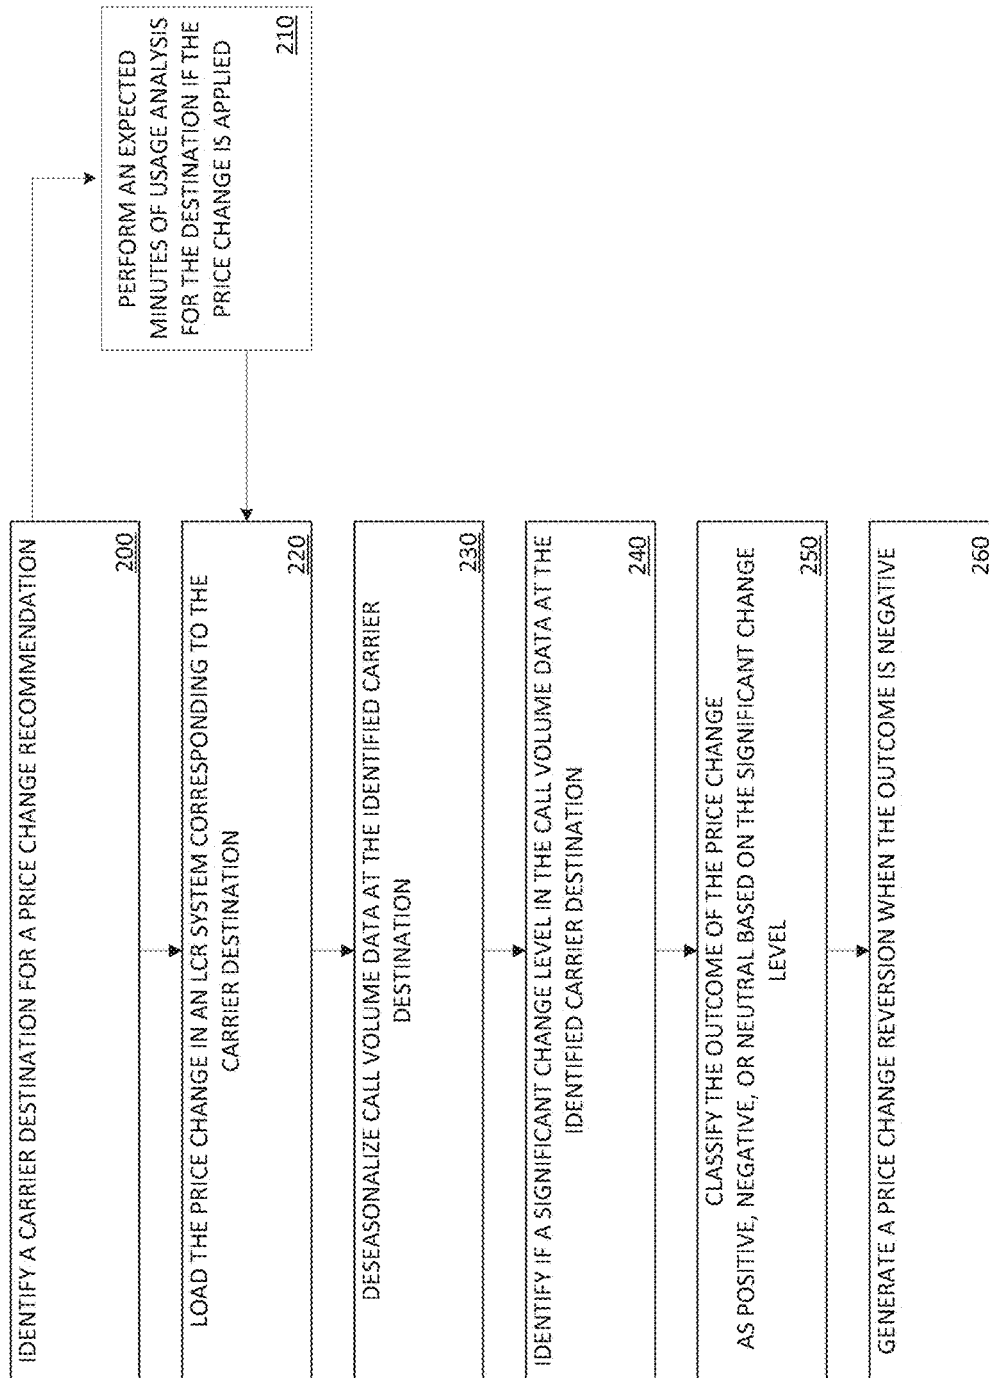 IDENTIFY A CARRIER DESTINATION FOR A PRICE CHANGE RECOMMENDATION
200
PERFORM AN EXPECTED
MINUTES OF USAGE ANALYSIS
FOR THE DESTINATION IF THE
PRICE CHANGE IS APPLIED
210
LOAD THE PRICE CHANGE IN AN LCR SYSTEM CORRESPONDING TO THE
CARRIER DESTINATION
220
DESEASONALIZE CALL VOLUME DATA AT THE IDENTIFIED CARRIER
DESTINATION
230
IDENTIFY IF A SIGNIFICANT CHANGE LEVEL IN THE CALL VOLUME DATA AT THE
IDENTIFIED CARRIER DESTINATION
240
CLASSIFY THE OUTCOME OF THE PRICE CHANGE
AS POSITIVE, NEGATIVE, OR NEUTRAL BASED ON THE SIGNIFICANT CHANGE
LEVEL
250
GENERATE A PRICE CHANGE REVERSION WHEN THE OUTCOME IS NEGATIVE
260